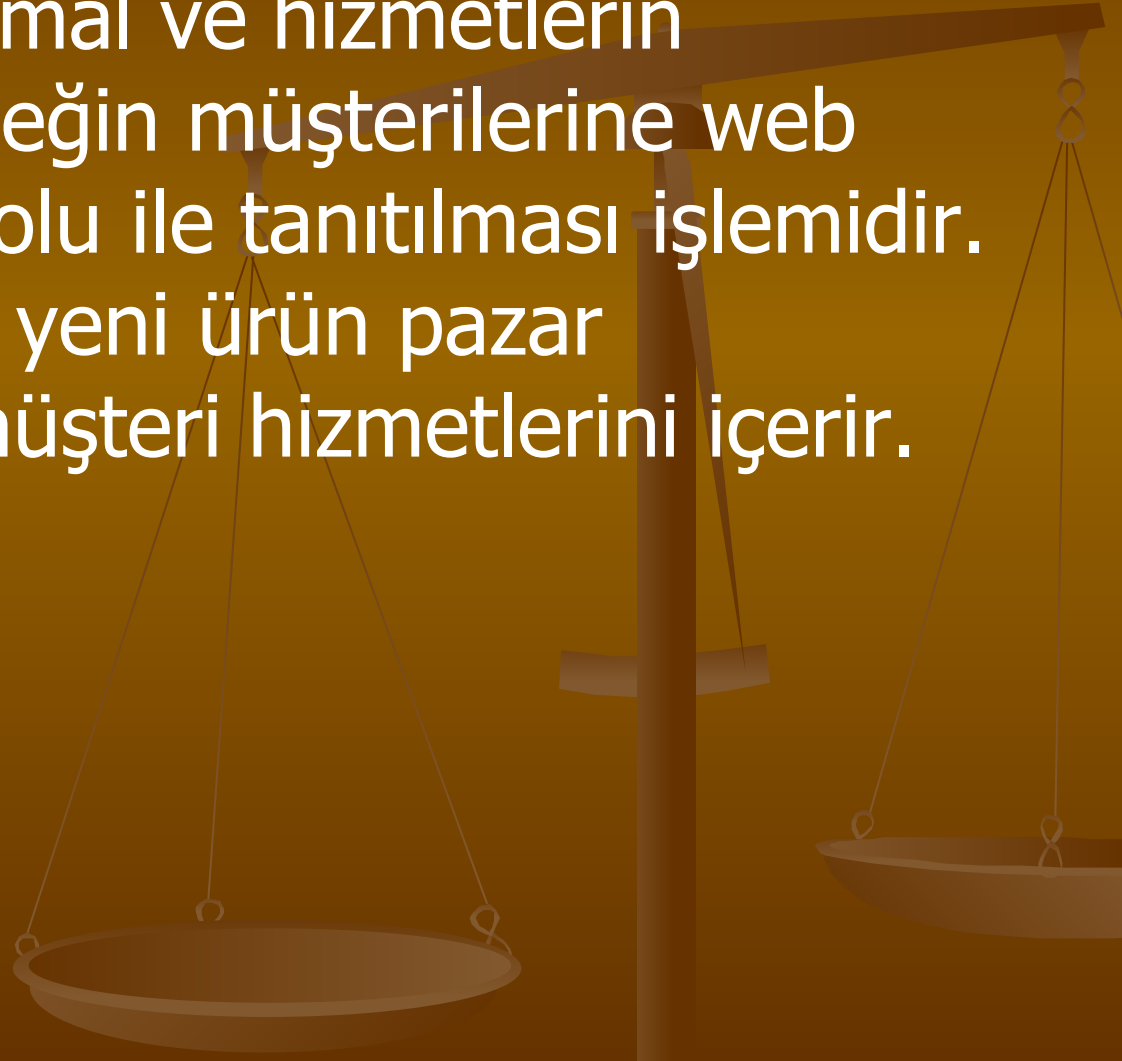 mal ve hizmetlerin
eğin müşterilerine web
olu ile tanıtılması işlemidir.
yeni ürün pazar
üşteri hizmetlerini içerir.